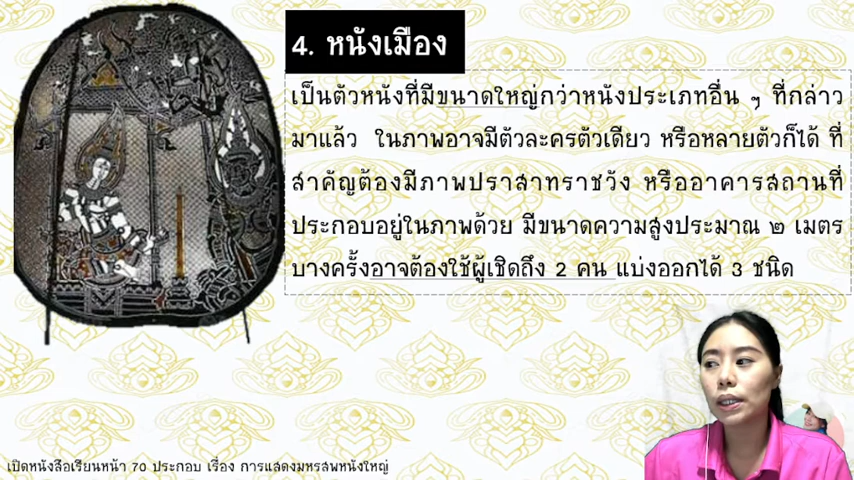 4. หนังเมือง
เป็นตัวหนังที่มีขนาดใหญ่กว่าหนังประเภทอื่น ๆ ที่กล่าว
มาแล้ว ในภาพอาจมีตัวละครตัวเดียว หรือหลายตัวก็ได้ ที่
สำคัญต้องมีภาพปราสาทราชวัง หรืออาคารสถานที่
ประกอบอยู่ในภาพด้วย มีขนาดความสูงประมาณ ๒ เมตร
บางครั้งอาจต้องใช้ผู้เชิดถึง 2 คน แบ่งออกได้ 3 ชนิด
เปิดหนังสือเรียนหน้า 70 ประกอบ เรื่อง การแสดงมหรสพหนังใหญ่